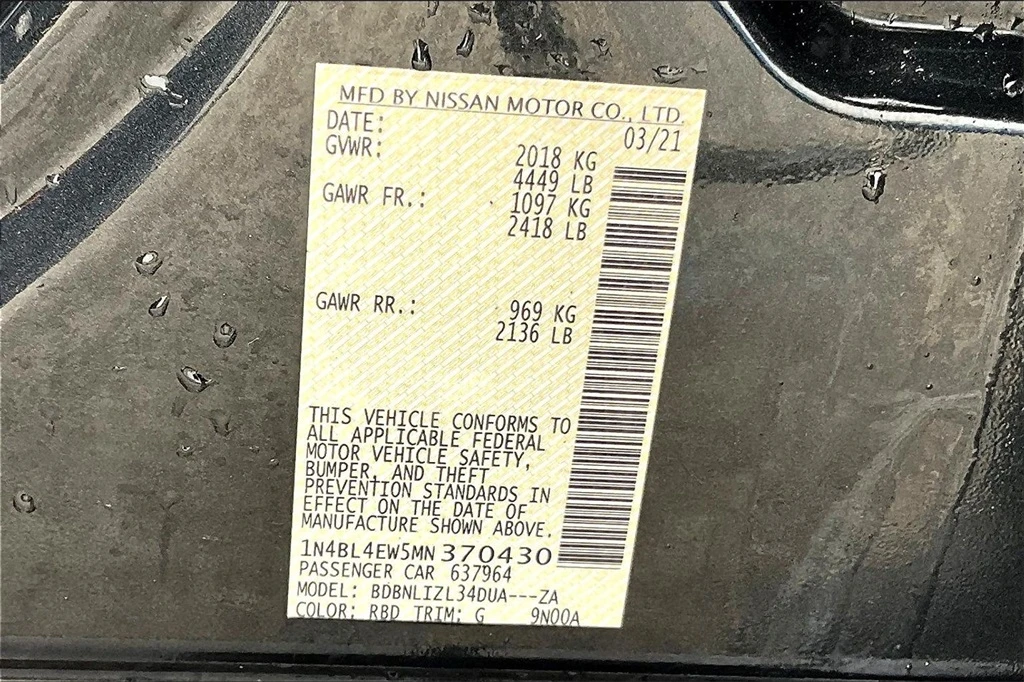 MFD BY NISSAN MOTOR CO., LTD.
DATE: 03/21
GVWR: 2018 KG
4449 LB
GAWR FR.: 1097 KG
2418 LB
GAWR RR.: 969 KG
2136 LB
THIS VEHICLE CONFORMS TO
ALL APPLICABLE FEDERAL
MOTOR VEHICLE SAFETY,
BUMPER, AND THEFT
PREVENTION STANDARDS IN
EFFECT ON THE DATE OF
MANUFACTURE SHOWN ABOVE.
1N4BL4EW5MN370430
PASSENGER CAR 637964
MODEL: BDBNLIZL34DUA---ZA
COLOR: RBD TRIM: G 9N00A